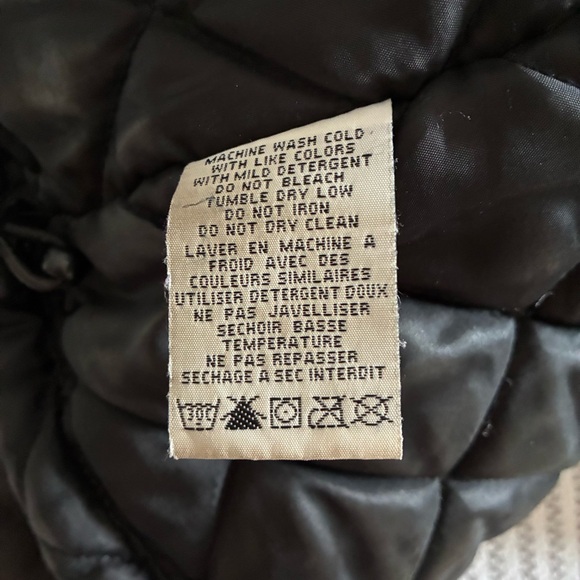 MACHINE WASH COLD
WITH LIKE COLORS
WITH MILD DETERGENT
DO NOT BLEACH
TUMBLE DRY LOW
DO NOT IRON
DO NOT DRY CLEAN
LAVER EN MACHINE A
FROID AVEC DES
COULEURS SIMILAIRES
UTILISER DETERGENT DOUX
NE PAS JAVELLISER
SECHOIR BASSE
TEMPERATURE
NE PAS REPASSER
SECHAGE A SEC INTERDIT